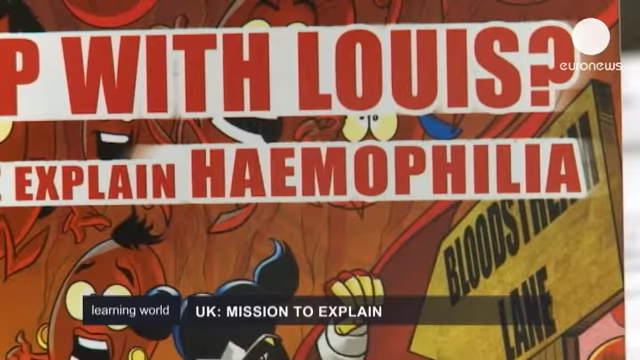 P WITH LOUIS?
euronews
EXPLAIN HAEMOPHILIA
BLOODSTREAM
LANE
learning world
UK: MISSION TO EXPLAIN